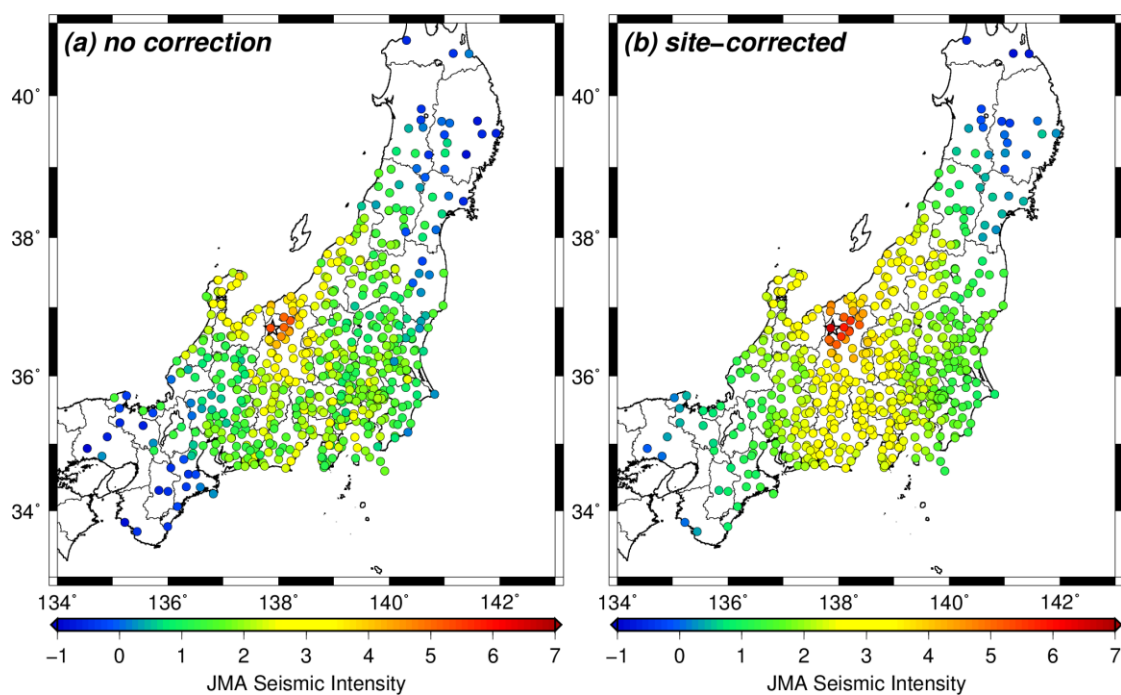 (a) no correction
(b) site−corrected
40˚
38˚
36˚
34˚
40˚
38˚
36˚
34˚
134˚ 136˚ 138˚ 140˚ 142˚
134˚ 136˚ 138˚ 140˚ 142˚
−1 0 1 2 3 4 5 6 7
−1 0 1 2 3 4 5 6 7
JMA Seismic Intensity
JMA Seismic Intensity